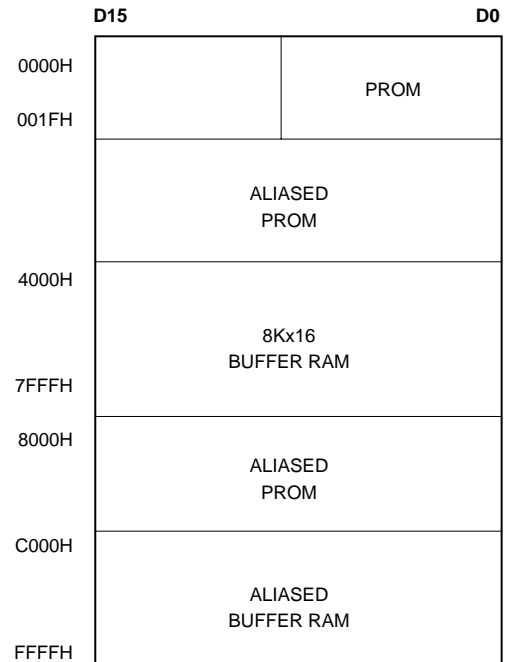 D15 D0
0000H
PROM
001FH
ALIASED
PROM
4000H
8Kx16
BUFFER RAM
7FFFH
8000H
ALIASED
PROM
C000H
ALIASED
BUFFER RAM
FFFFH